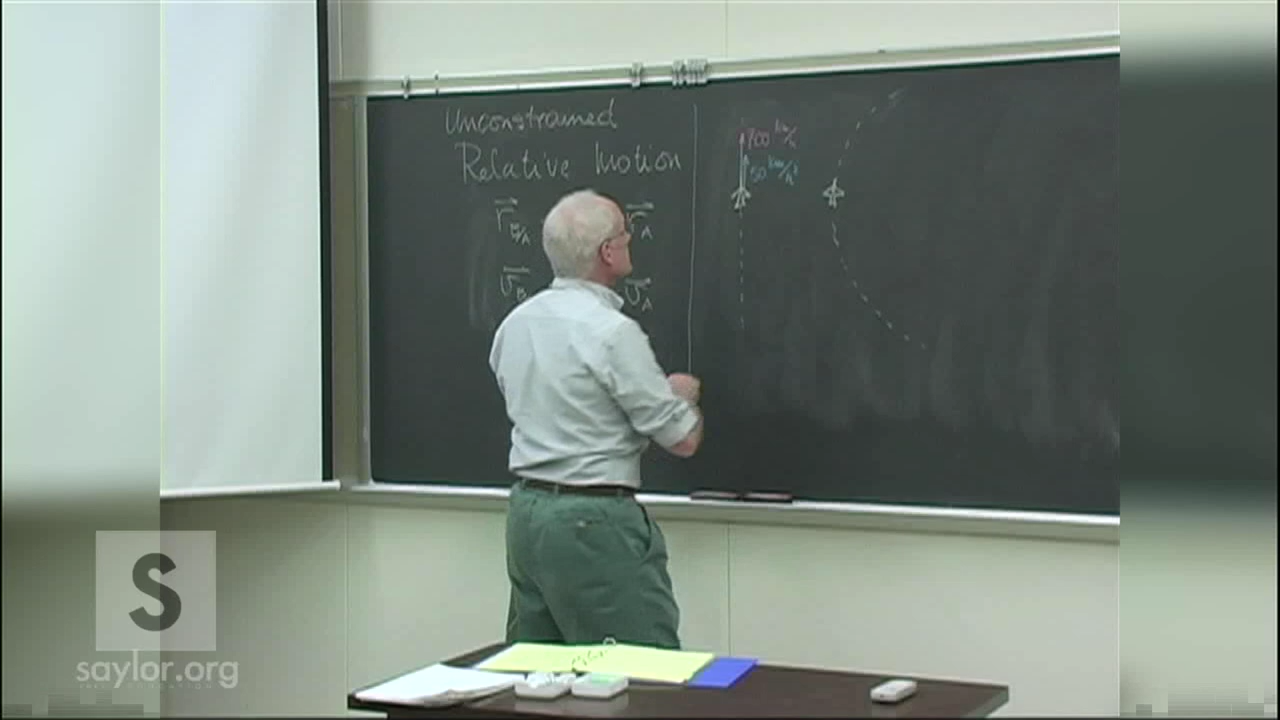 Unconstrained
Relative Motion
r⃗ B/A r⃗ A
v⃗ B v⃗ A
700 km/h
50 km/h²
S
saylor.org